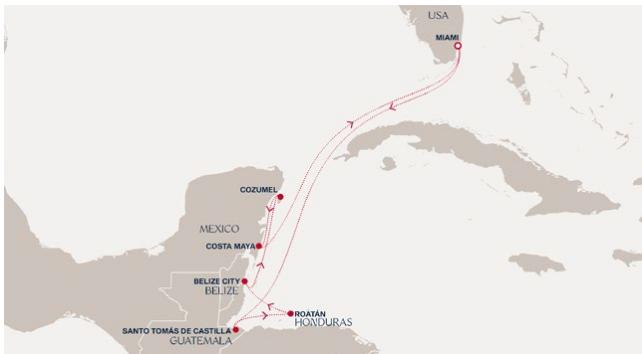 USA
MIAMI
COZUMEL
MEXICO
COSTA MAYA
BELIZE CITY
BELIZE
ROATÁN
HONDURAS
SANTO TOMÁS DE CASTILLA
GUATEMALA